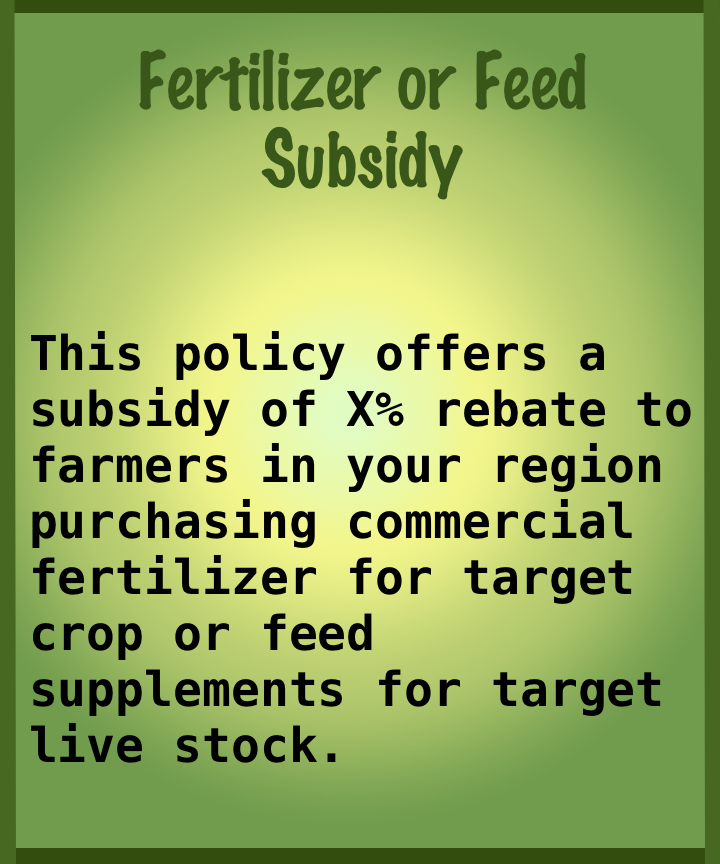 Fertilizer or Feed
Subsidy
This policy offers a
subsidy of X% rebate to
farmers in your region
purchasing commercial
fertilizer for target
crop or feed
supplements for target
live stock.